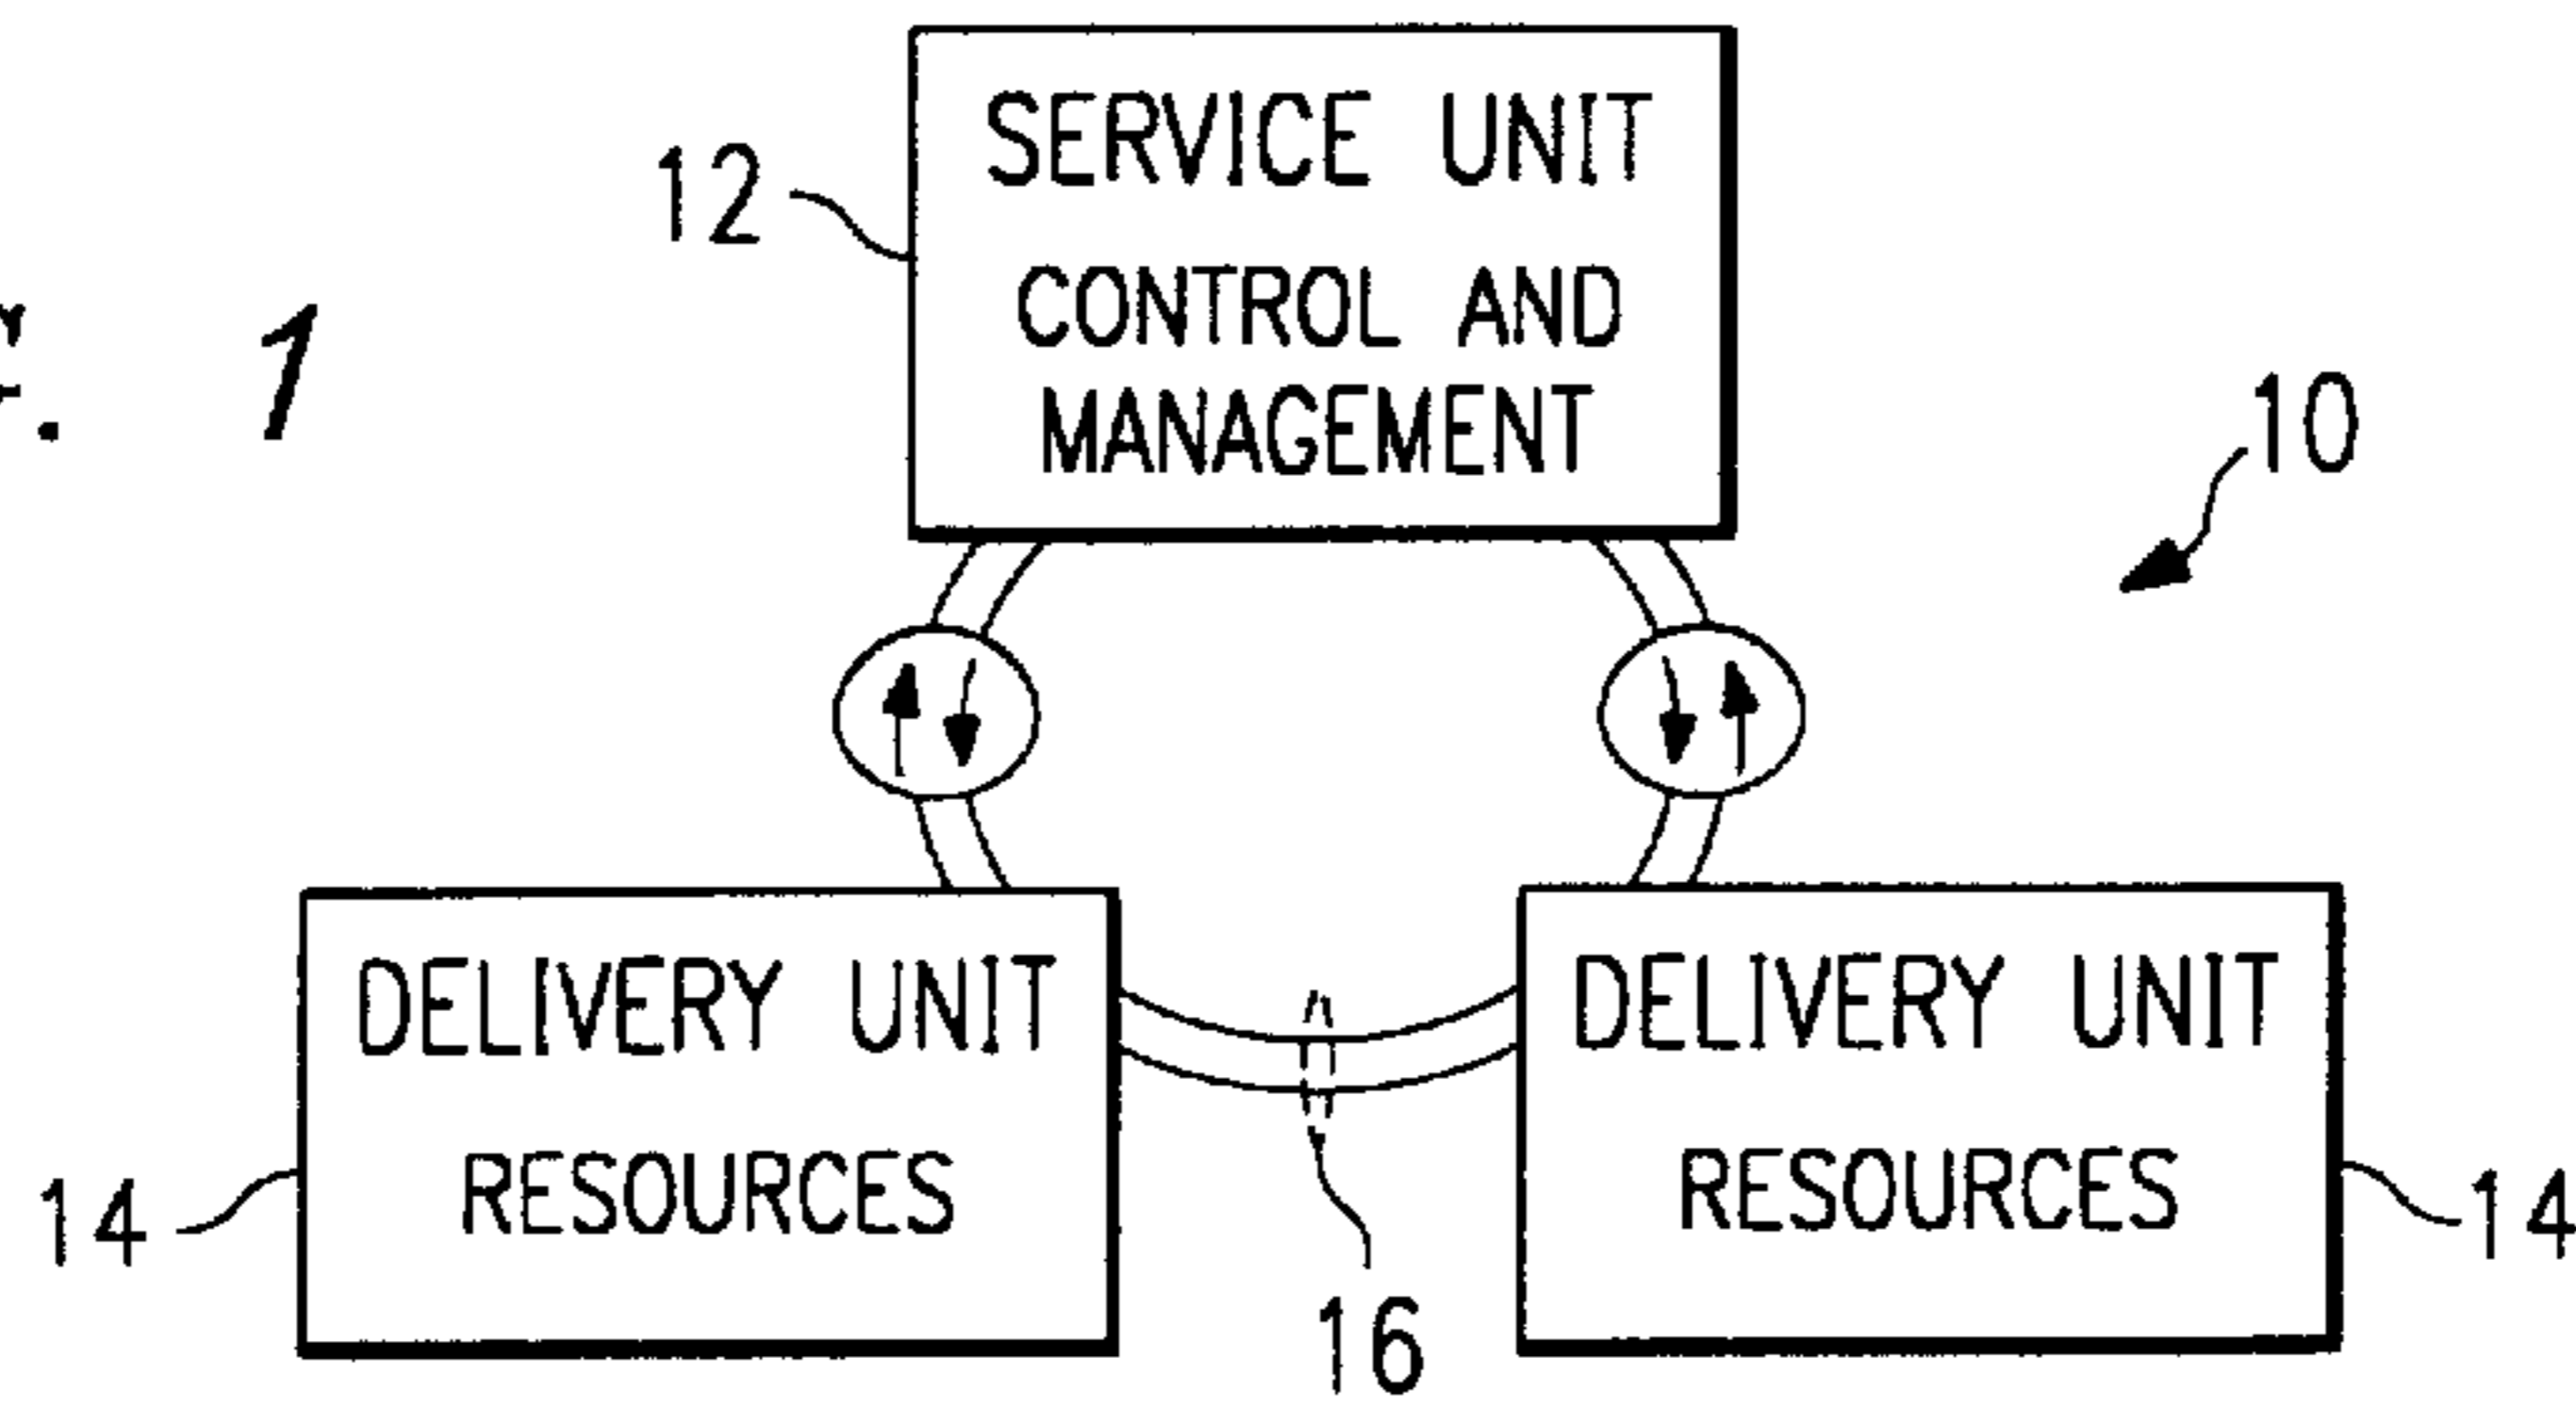 1
SERVICE UNIT
CONTROL AND
MANAGEMENT
12
10
DELIVERY UNIT
RESOURCES
DELIVERY UNIT
RESOURCES
14
14
16